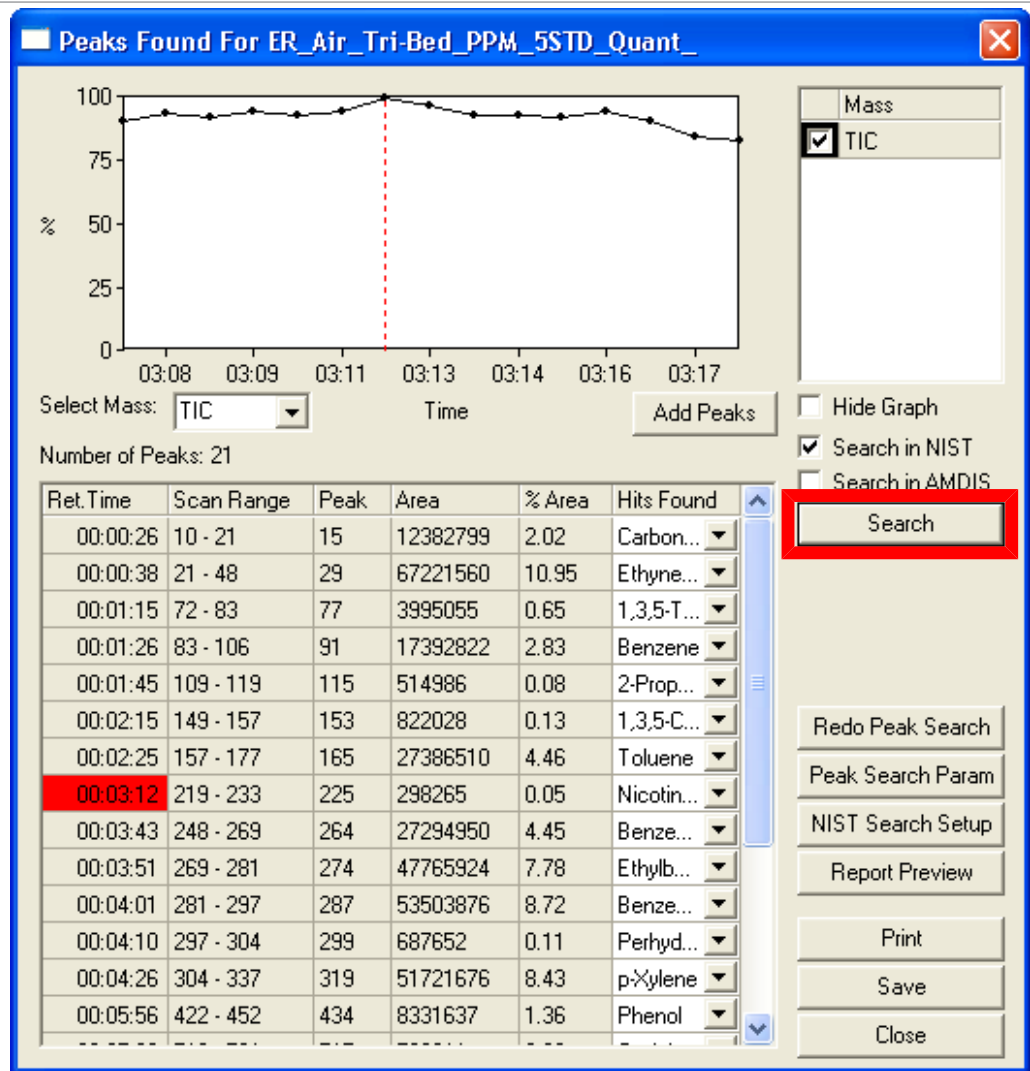 Peaks Found For ER_Air_Tri-Bed_PPM_5STD_Quant_
100
75
% 50
25
0
03:08 03:09 03:11 03:13 03:14 03:16 03:17
Time
Mass
TIC
Select Mass: TIC
Add Peaks
Number of Peaks: 21
Hide Graph
Search in NIST
Search in AMDIS
Search
Ret.Time Scan Range Peak Area % Area Hits Found
00:00:26 10 - 21 15 12382799 2.02 Carbon...
00:00:38 21 - 48 29 67221560 10.95 Ethyne...
00:01:15 72 - 83 77 3995055 0.65 1,3,5-T...
00:01:26 83 - 106 91 17392822 2.83 Benzene
00:01:45 109 - 119 115 514986 0.08 2-Prop...
00:02:15 149 - 157 153 822028 0.13 1,3,5-C...
00:02:25 157 - 177 165 27386510 4.46 Toluene
00:03:12 219 - 233 225 298265 0.05 Nicotin...
00:03:43 248 - 269 264 27294950 4.45 Benze...
00:03:51 269 - 281 274 47765924 7.78 Ethylb...
00:04:01 281 - 297 287 53503876 8.72 Benze...
00:04:10 297 - 304 299 687652 0.11 Perhyd...
00:04:26 304 - 337 319 51721676 8.43 p-Xylene
00:05:56 422 - 452 434 8331637 1.36 Phenol
Redo Peak Search
Peak Search Param
NIST Search Setup
Report Preview
Print
Save
Close